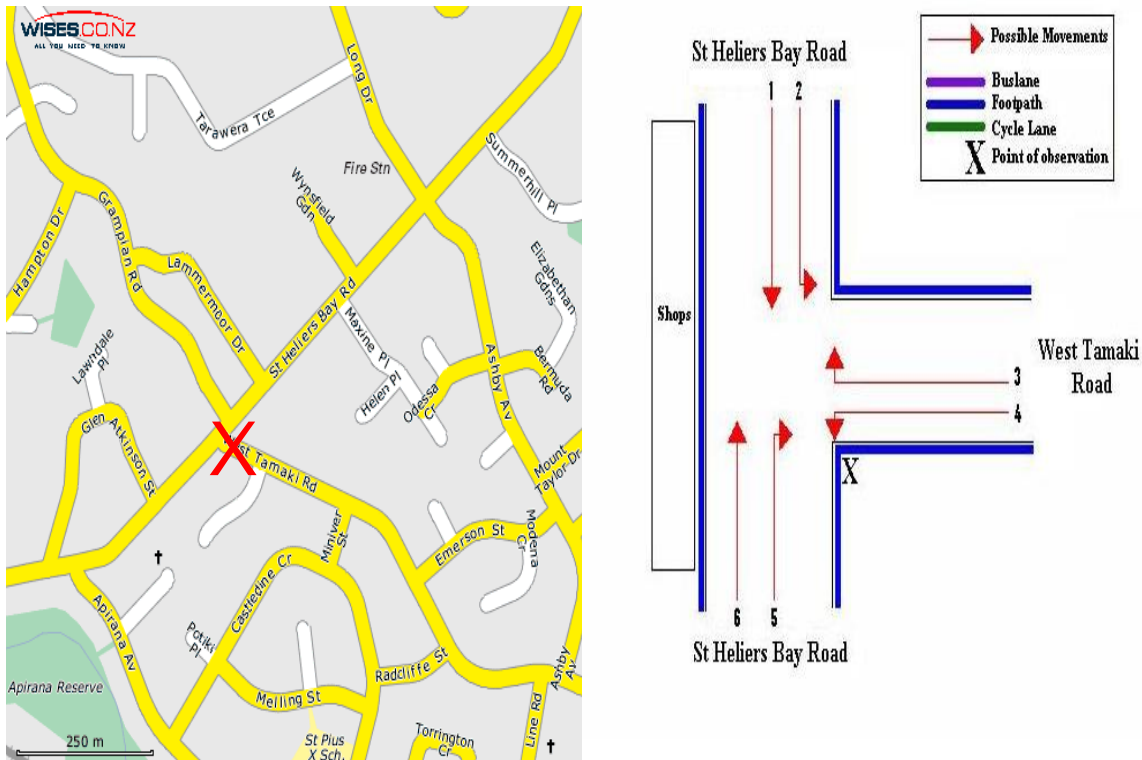 WISES.CO.NZ
ALL YOU NEED TO KNOW
Long Dr
Tarawera Tce
Fire Stn
Summerhill Pl
Wynsfield
Gdn
Hampton Dr
Grampian Rd
Lammermoor Dr
Elizabethan
Gdns
St Heliers Bay Rd
Maxine Pl
Lawndale
Pl
Helen Pl
Odessa
Cr
Ashby Av
Bermuda
Rd
Glen Atkinson St
X
st Tamaki Rd
Mount
Taylor Dr
Miniver
St
Emerson St
Modena
Cr
Castledine Cr
Apirana Av
Potiki
Pl
Radcliffe St
Ashby
Av
Apirana Reserve
Melling St
Line Rd
250 m
St Pius
X Sch.
Torrington
Cr
St Heliers Bay Road
1 2
Possible Movements
Buslane
Footpath
Cycle Lane
X Point of observation
Shops
West Tamaki
Road
3
4
X
6 5
St Heliers Bay Road